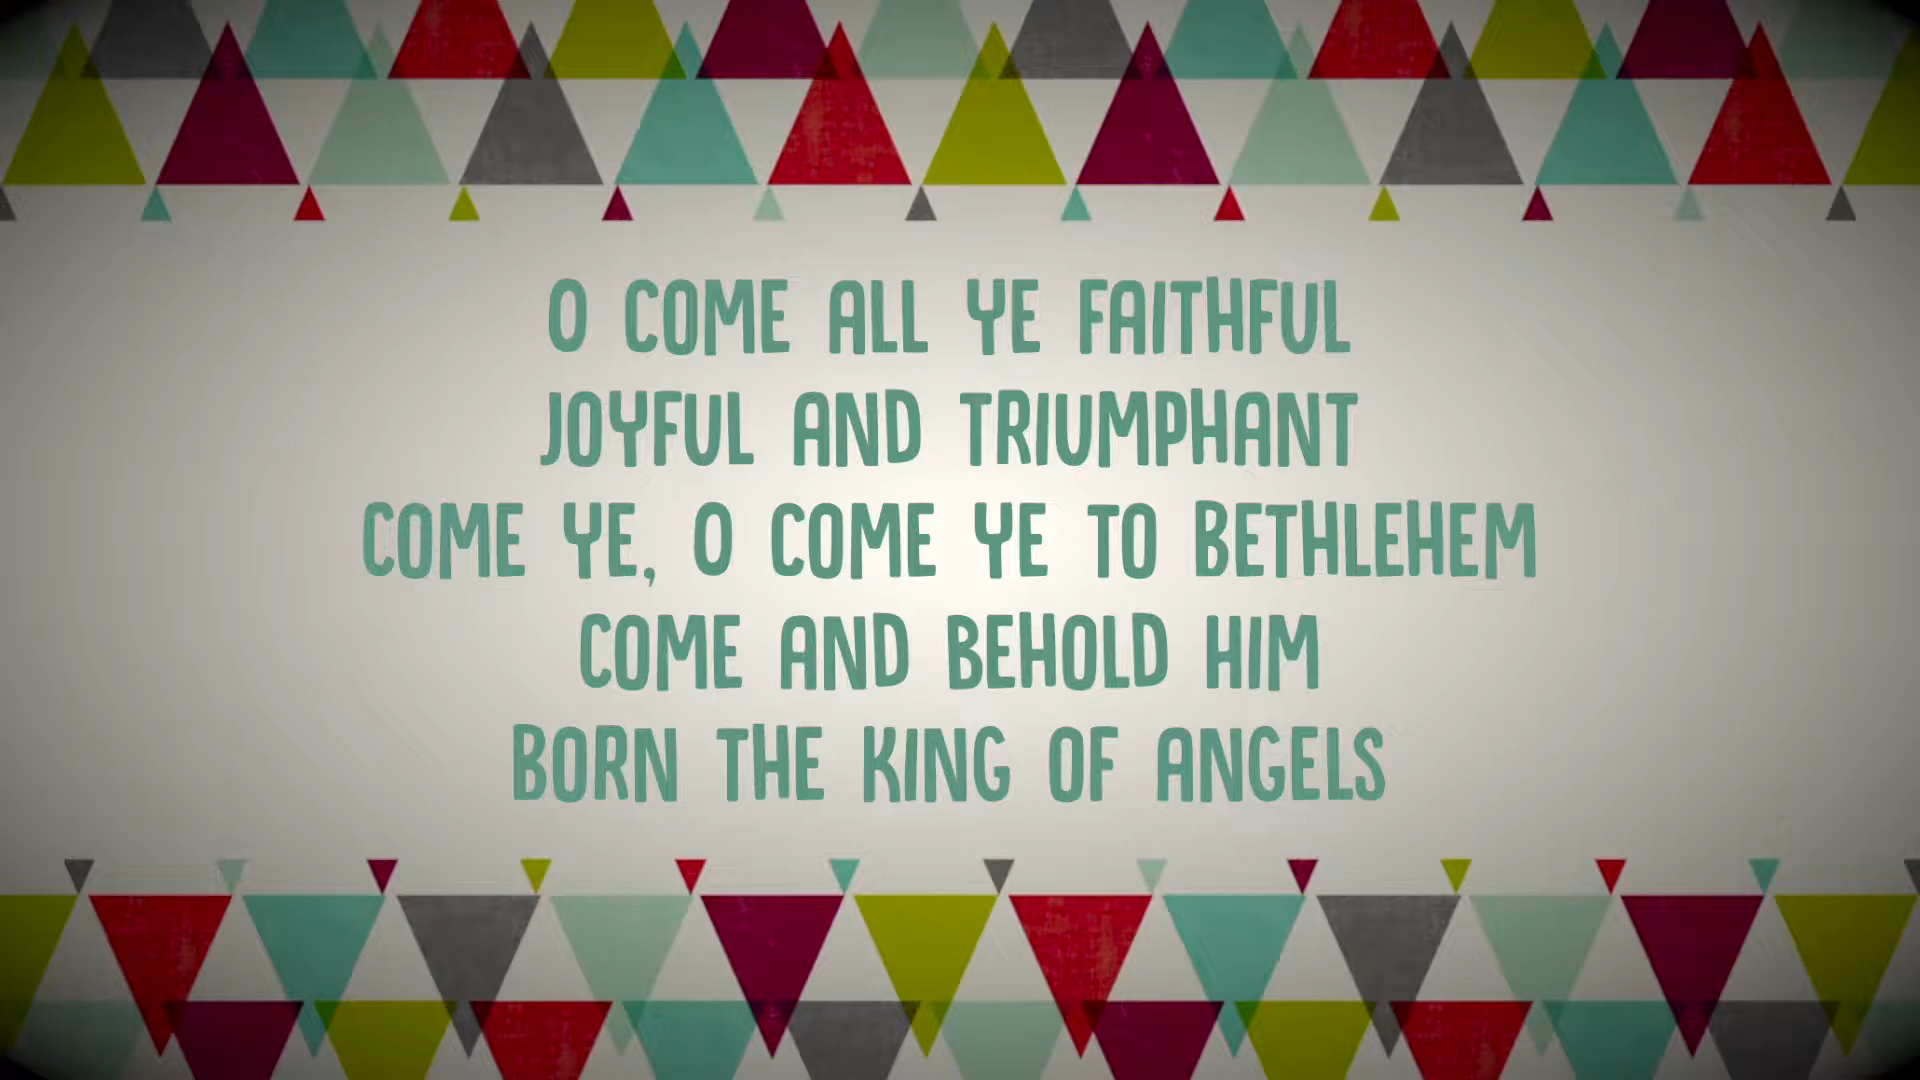 O COME ALL YE FAITHFUL
JOYFUL AND TRIUMPHANT
COME YE, O COME YE TO BETHLEHEM
COME AND BEHOLD HIM
BORN THE KING OF ANGELS